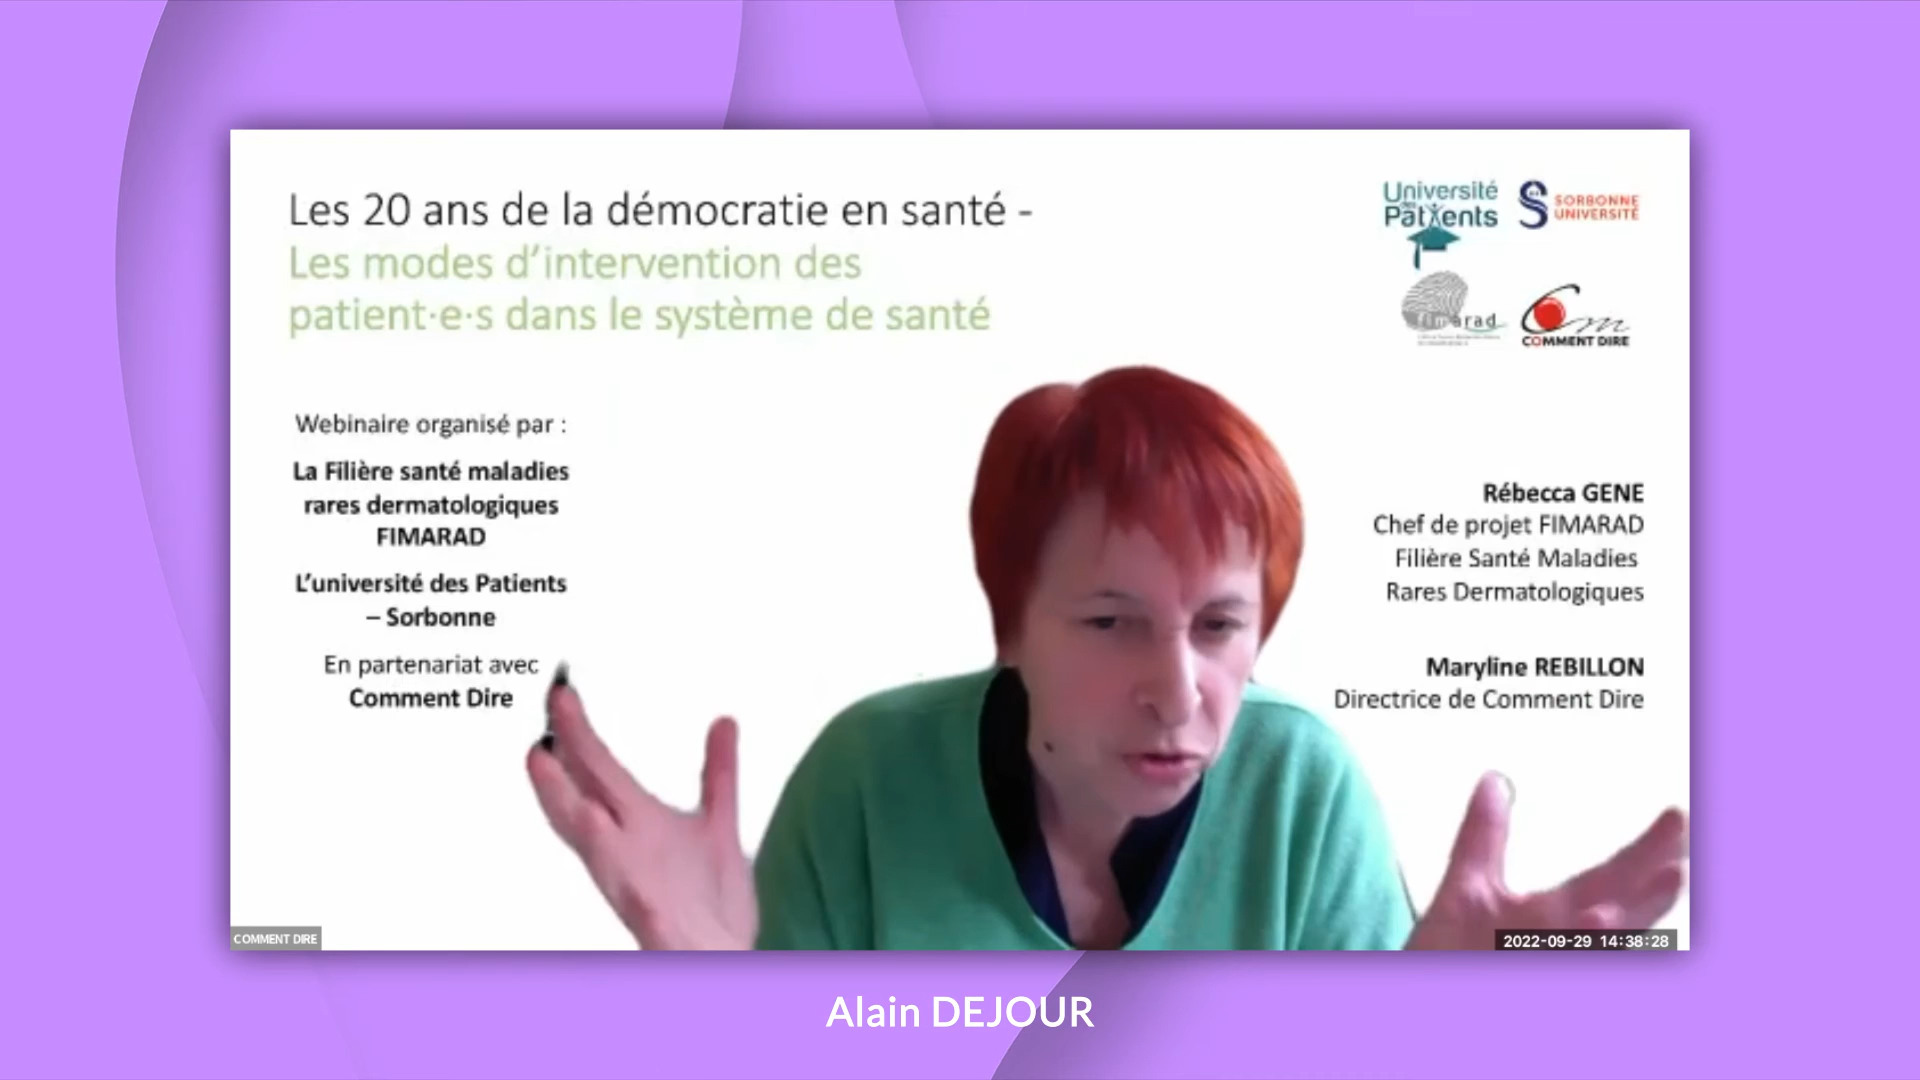 Les 20 ans de la démocratie en santé -
Les modes d'intervention des
patient·e·s dans le système de santé
Université
des
Patients
SORBONNE
UNIVERSITÉ
fimarad
COMMENT DIRE
Webinaire organisé par :
La Filière santé maladies
rares dermatologiques
FIMARAD
L'université des Patients
– Sorbonne
En partenariat avec
Comment Dire
Rébecca GENE
Chef de projet FIMARAD
Filière Santé Maladies
Rares Dermatologiques
Maryline REBILLON
Directrice de Comment Dire
COMMENT DIRE
2022-09-29 14:38:28
Alain DEJOUR